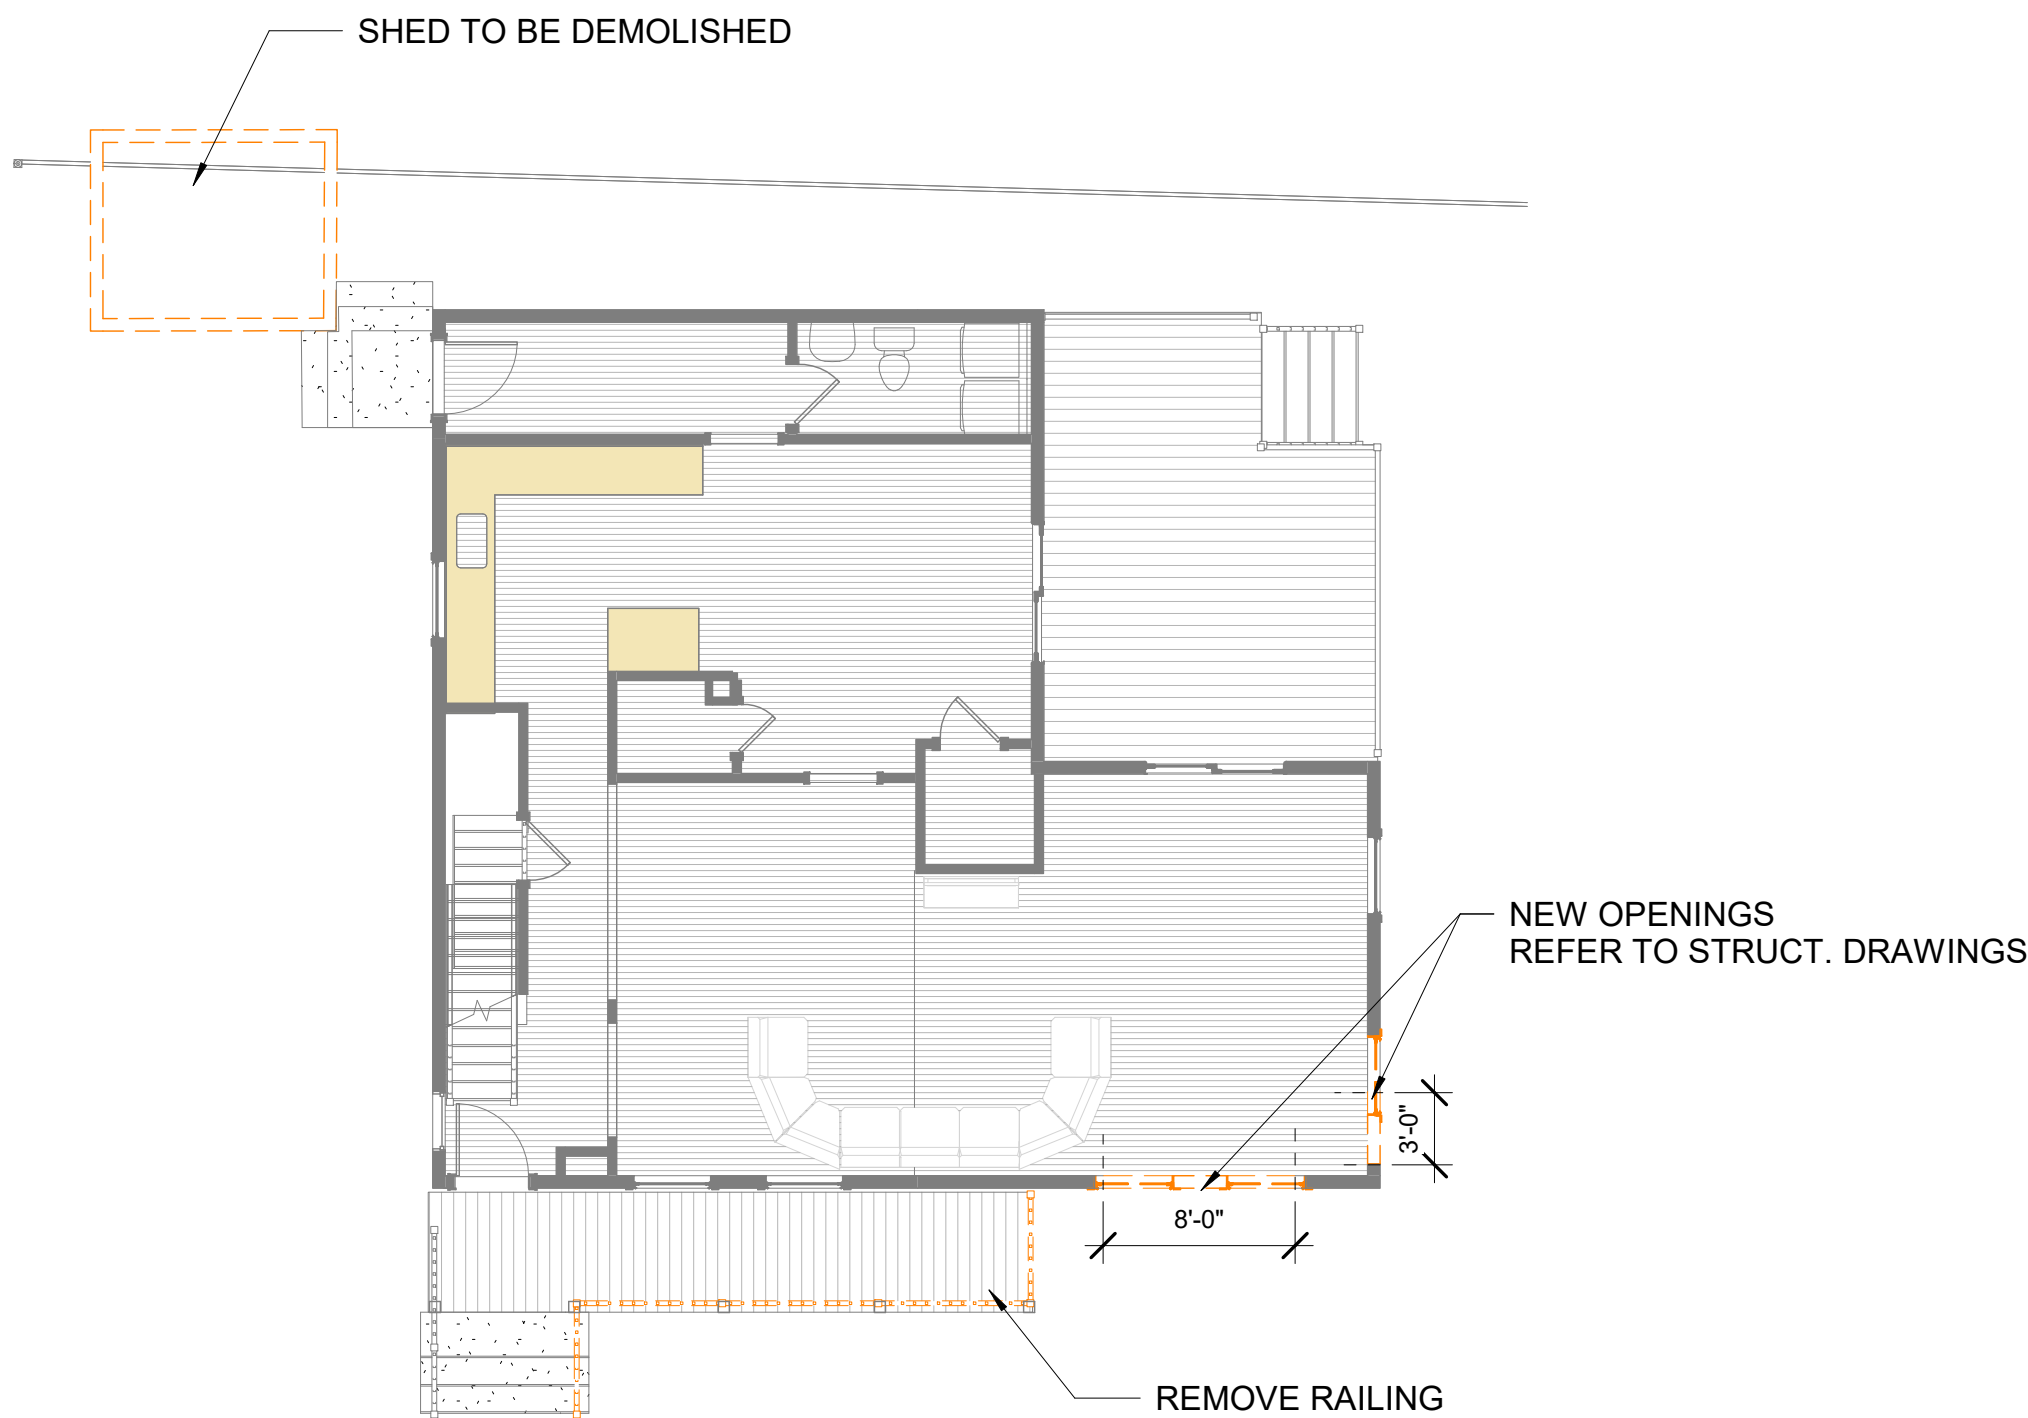 SHED TO BE DEMOLISHED
NEW OPENINGS
REFER TO STRUCT. DRAWINGS
3'-0"
8'-0"
REMOVE RAILING